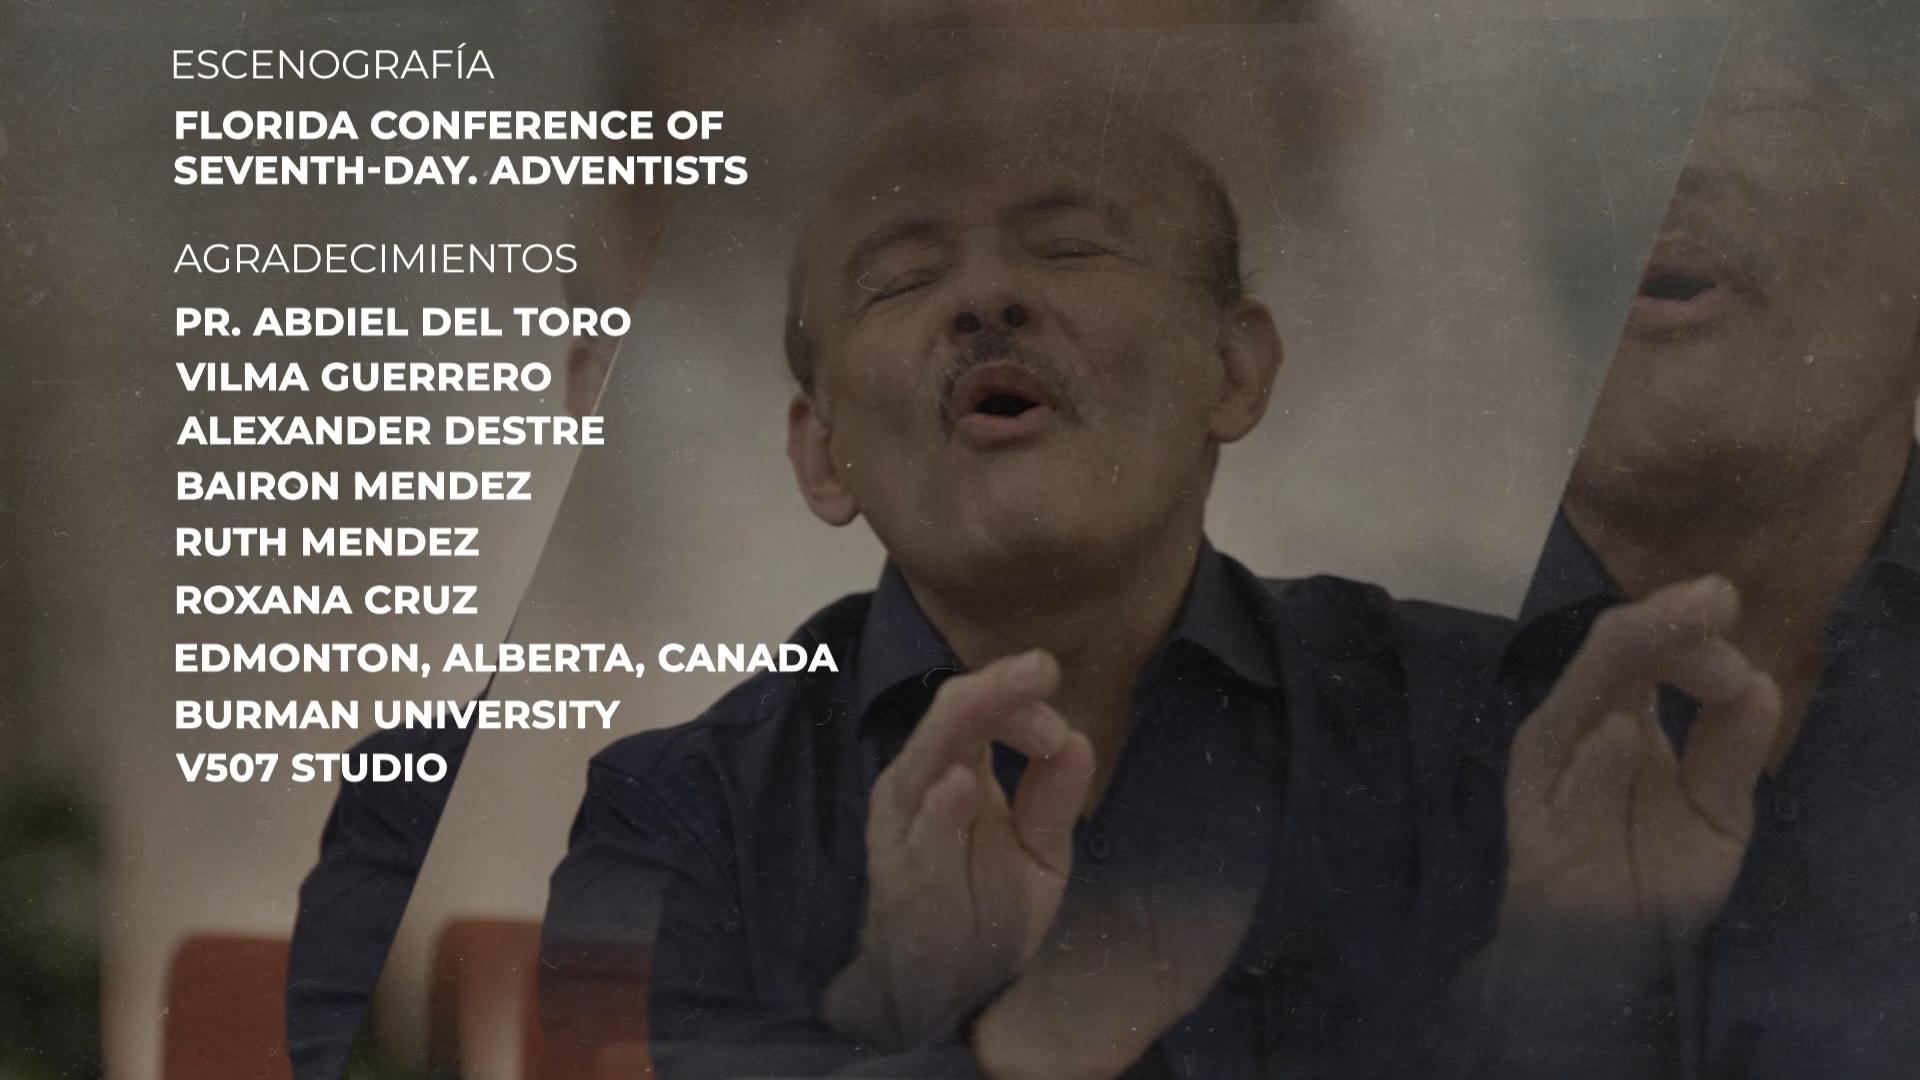 ESCENOGRAFÍA
FLORIDA CONFERENCE OF
SEVENTH-DAY. ADVENTISTS
AGRADECIMIENTOS
PR. ABDIEL DEL TORO
VILMA GUERRERO
ALEXANDER DESTRE
BAIRON MENDEZ
RUTH MENDEZ
ROXANA CRUZ
EDMONTON, ALBERTA, CANADA
BURMAN UNIVERSITY
V507 STUDIO